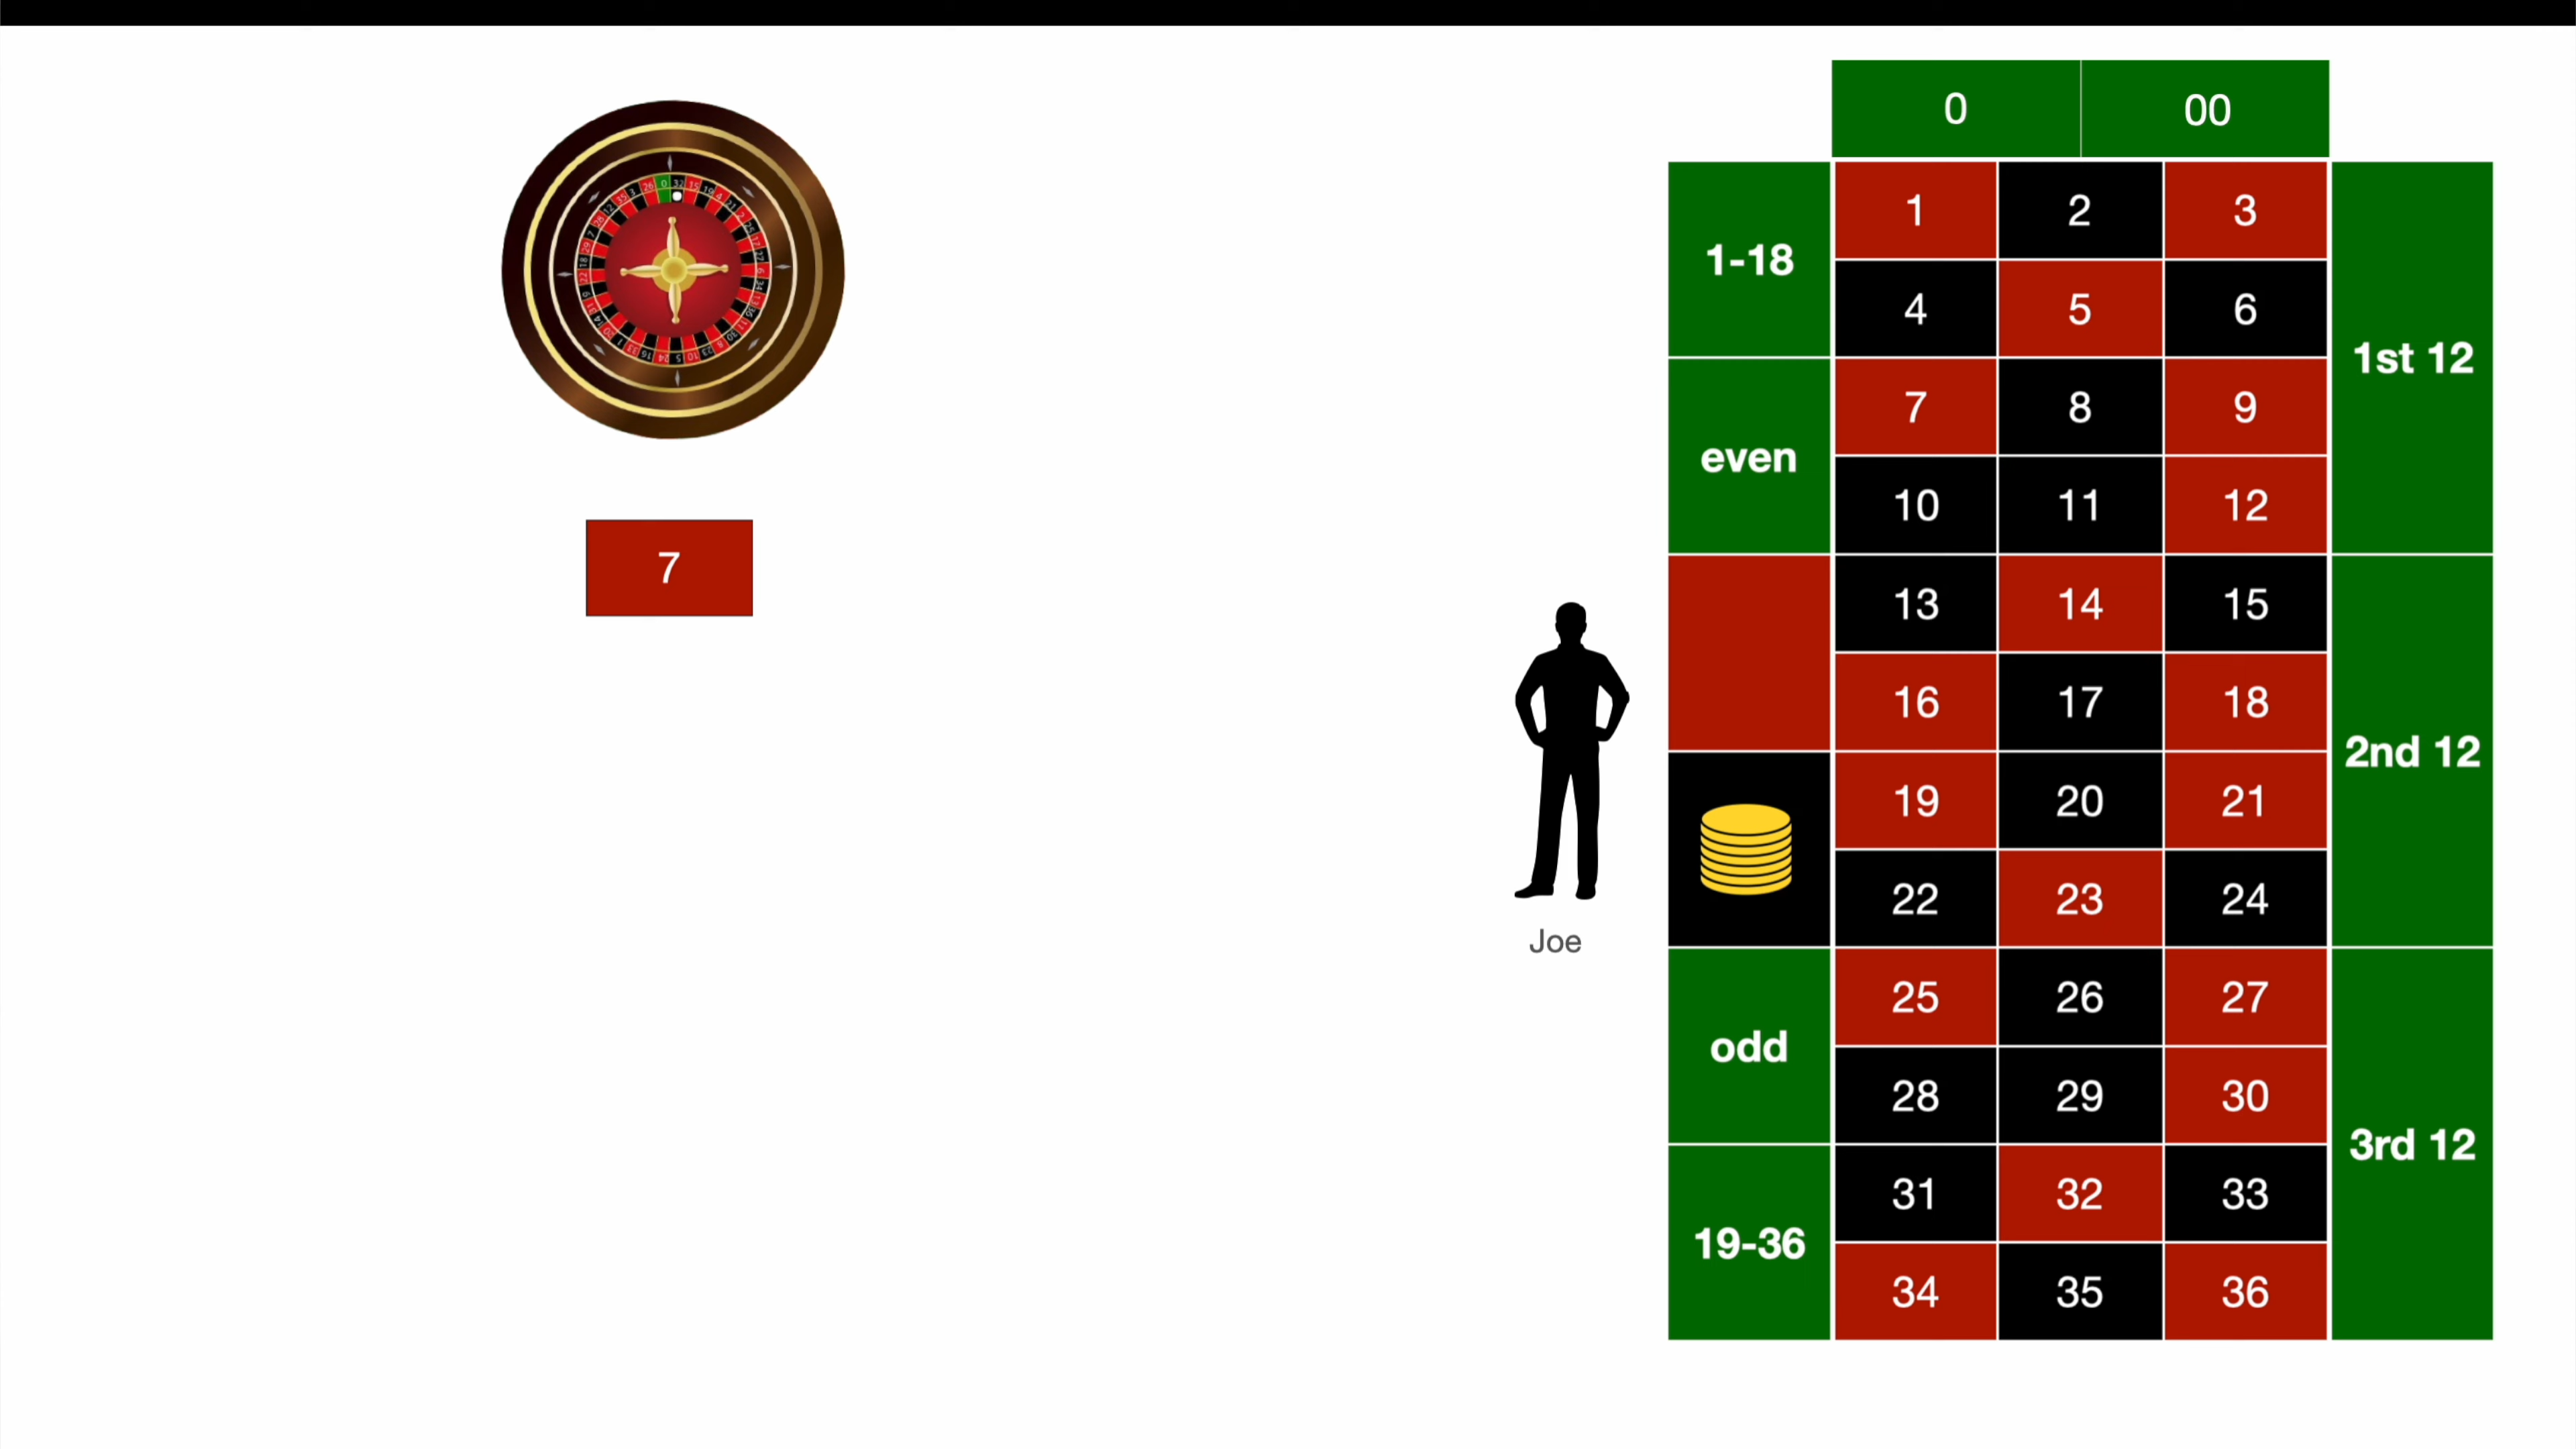 0 00
1-18
1 2 3
4 5 6
1st 12
even
7 8 9
10 11 12
7
13 14 15
16 17 18
2nd 12
19 20 21
22 23 24
Joe
odd
25 26 27
28 29 30
3rd 12
19-36
31 32 33
34 35 36